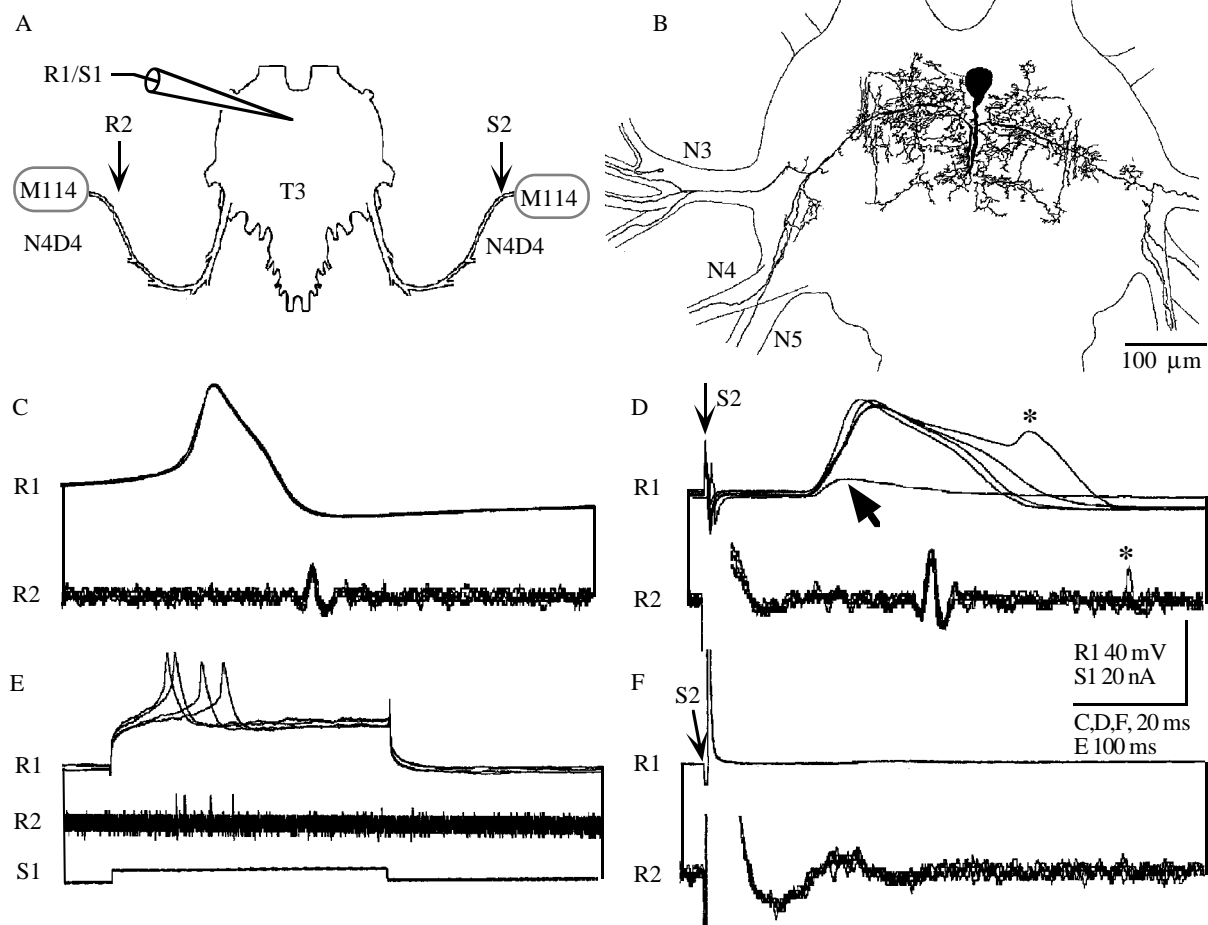 A
R1/S1
R2
S2
M114
T3
M114
N4D4
N4D4
B
N3
N4
N5
100 µm
C
R1
R2
D
S2
*
R1
*
R2
R1 40 mV
S1 20 nA
C,D,F, 20 ms
E 100 ms
E
R1
R2
S1
F
S2
R1
R2